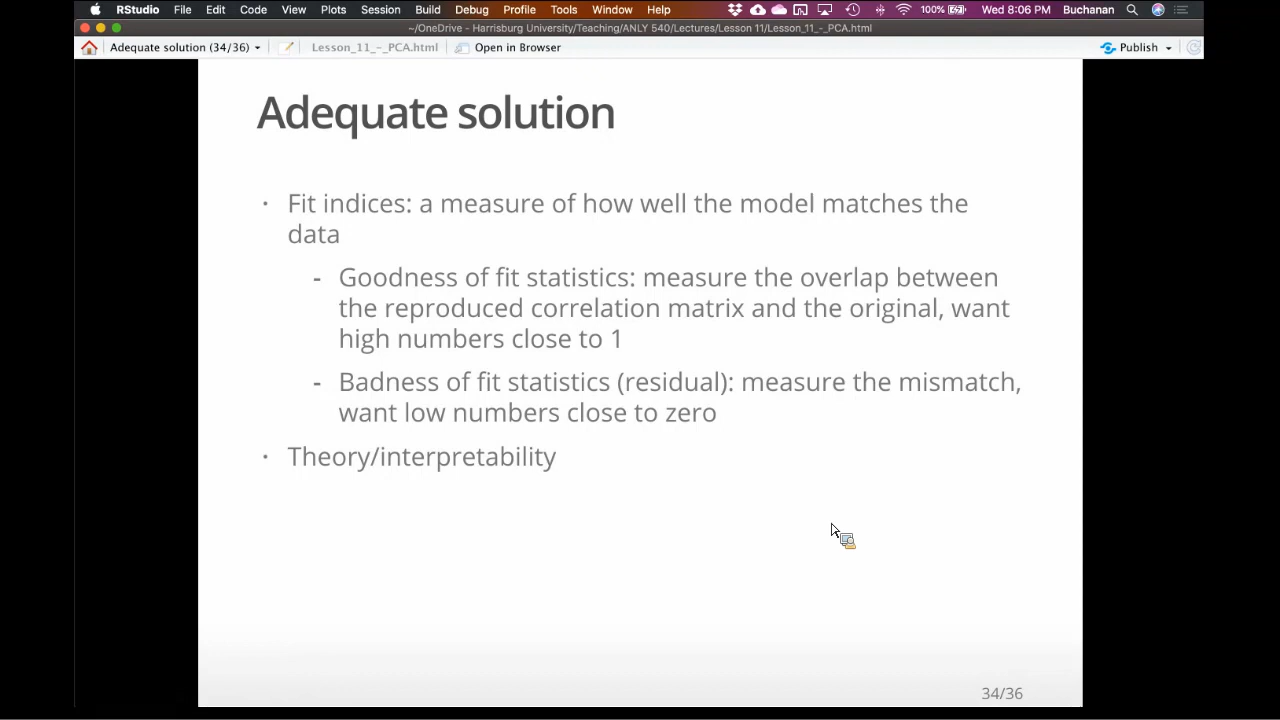 RStudio File Edit Code View Plots Session Build Debug Profile Tools Window Help 100% Wed 8:06 PM Buchanan
~/OneDrive - Harrisburg University/Teaching/ANLY 540/Lectures/Lesson 11/Lesson_11_-_PCA.html
Adequate solution (34/36) Lesson_11_-_PCA.html Open in Browser Publish
Adequate solution
· Fit indices: a measure of how well the model matches the
data
- Goodness of fit statistics: measure the overlap between
the reproduced correlation matrix and the original, want
high numbers close to 1
- Badness of fit statistics (residual): measure the mismatch,
want low numbers close to zero
· Theory/interpretability
34/36